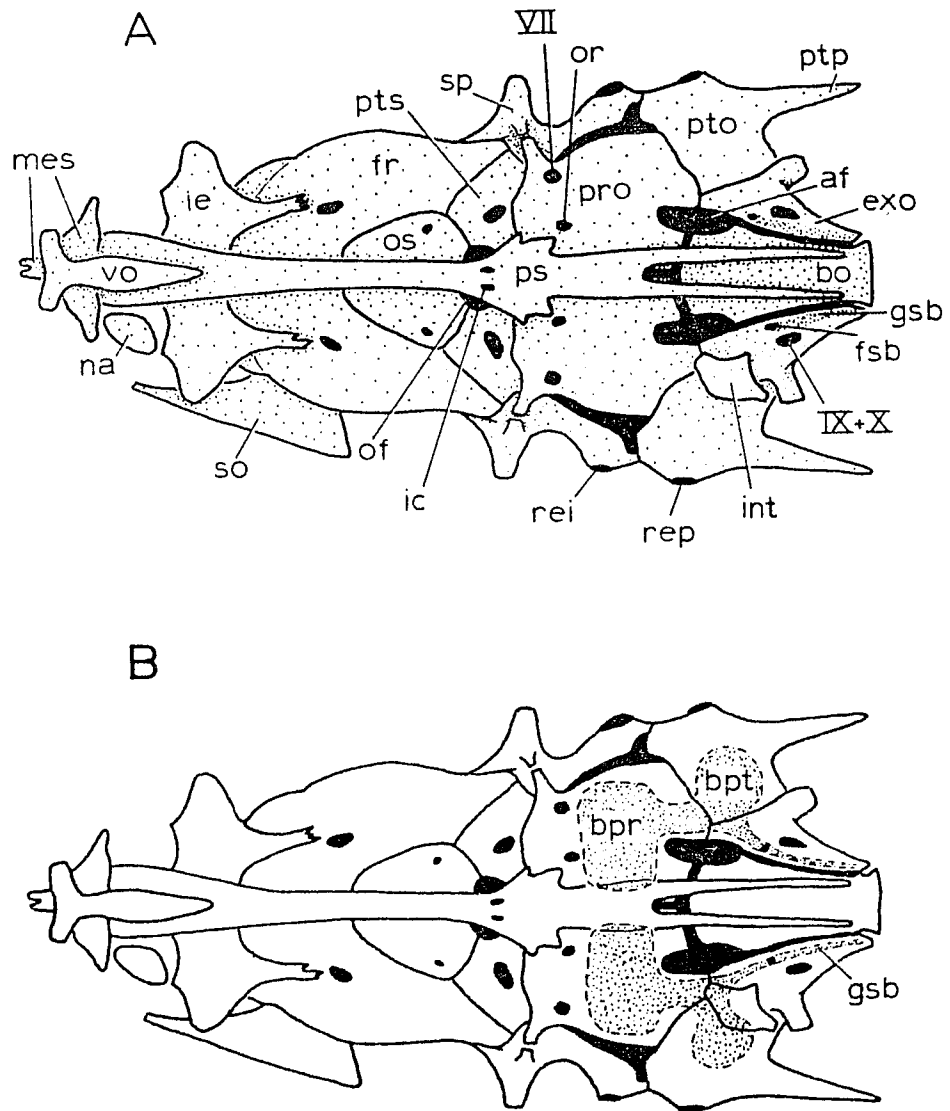 A
VII
or
ptp
sp
pts
pto
mes
fr
ie
pro
af
exo
os
vo
ps
bo
gsb
na
fsb
so
of
IX+X
ic
rei
rep
int
B
bpt
bpr
gsb